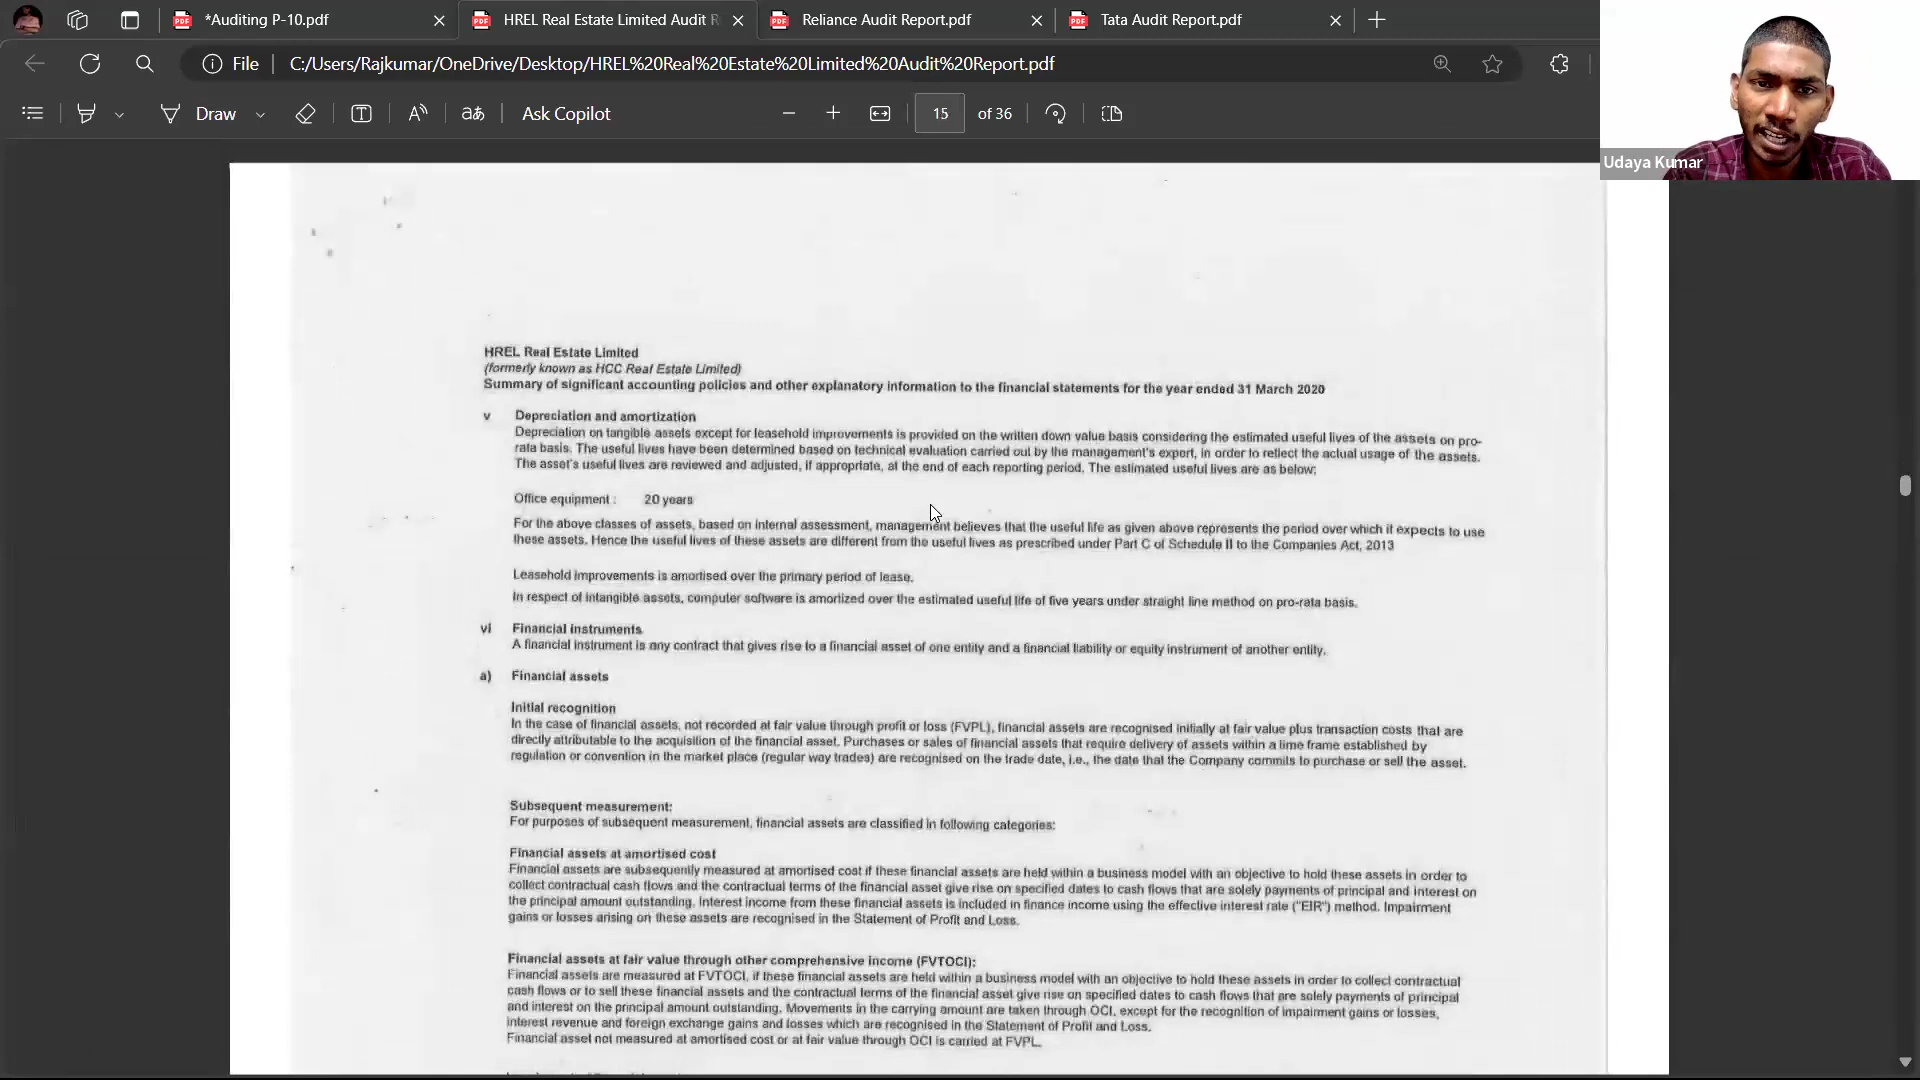 *Auditing P-10.pdf
HREL Real Estate Limited Audit R
Reliance Audit Report.pdf
Tata Audit Report.pdf
File
C:/Users/Rajkumar/OneDrive/Desktop/HREL%20Real%20Estate%20Limited%20Audit%20Report.pdf
Draw
Ask Copilot
15 of 36
Udaya Kumar
HREL Real Estate Limited
(formerly known as HCC Real Estate Limited)
Summary of significant accounting policies and other explanatory information to the financial statements for the year ended 31 March 2020
v Depreciation and amortization
Depreciation on tangible assets except for leasehold improvements is provided on the written down value basis considering the estimated useful lives of the assets on pro-
rata basis. The useful lives have been determined based on technical evaluation carried out by the management's expert, in order to reflect the actual usage of the assets.
The asset's useful lives are reviewed and adjusted, if appropriate, at the end of each reporting period. The estimated useful lives are as below:
Office equipment : 20 years
For the above classes of assets, based on internal assessment, management believes that the useful life as given above represents the period over which it expects to use
these assets. Hence the useful lives of these assets are different from the useful lives as prescribed under Part C of Schedule II to the Companies Act, 2013
Leasehold improvements is amortised over the primary period of lease.
In respect of intangible assets, computer software is amortized over the estimated useful life of five years under straight line method on pro-rata basis.
vi Financial instruments
A financial instrument is any contract that gives rise to a financial asset of one entity and a financial liability or equity instrument of another entity.
a) Financial assets
Initial recognition
In the case of financial assets, not recorded at fair value through profit or loss (FVPL), financial assets are recognised initially at fair value plus transaction costs that are
directly attributable to the acquisition of the financial asset. Purchases or sales of financial assets that require delivery of assets within a time frame established by
regulation or convention in the market place (regular way trades) are recognised on the trade date, i.e., the date that the Company commits to purchase or sell the asset.
Subsequent measurement:
For purposes of subsequent measurement, financial assets are classified in following categories:
Financial assets at amortised cost
Financial assets are subsequently measured at amortised cost if these financial assets are held within a business model with an objective to hold these assets in order to
collect contractual cash flows and the contractual terms of the financial asset give rise on specified dates to cash flows that are solely payments of principal and interest on
the principal amount outstanding. Interest income from these financial assets is included in finance income using the effective interest rate ("EIR") method. Impairment
gains or losses arising on these assets are recognised in the Statement of Profit and Loss.
Financial assets at fair value through other comprehensive income (FVTOCI):
Financial assets are measured at FVTOCI, if these financial assets are held within a business model with an objective to hold these assets in order to collect contractual
cash flows or to sell these financial assets and the contractual terms of the financial asset give rise on specified dates to cash flows that are solely payments of principal
and interest on the principal amount outstanding. Movements in the carrying amount are taken through OCI, except for the recognition of impairment gains or losses,
interest revenue and foreign exchange gains and losses which are recognised in the Statement of Profit and Loss.
Financial asset not measured at amortised cost or at fair value through OCI is carried at FVPL.